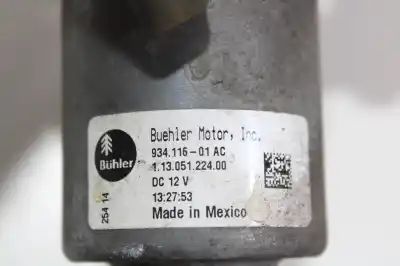 Buehler Motor, Inc.
934.116-01 AC
1.13.051.224.00
DC 12 V
13:27:53
Made in Mexico
Bühler
254 14